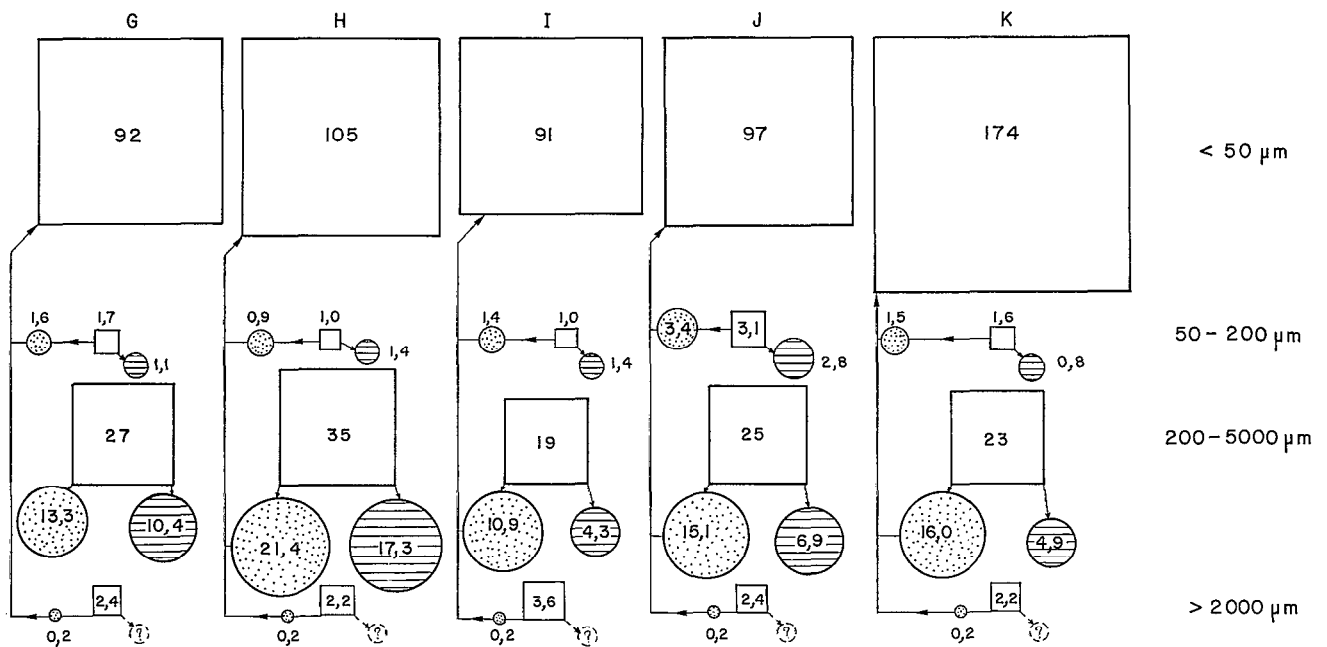 G H I J K
92 105 91 97 174 < 50 µm
1,6 1,7 0,9 1,0 1,4 1,0 3,4 3,1 1,5 1,6 50 – 200 µm
1,1 1,4 1,4 2,8 0,8
27 35 19 25 23 200 – 5000 µm
13,3 10,4 21,4 17,3 10,9 4,3 15,1 6,9 16,0 4,9
2,4 2,2 3,6 2,4 2,2 > 2000 µm
0,2 ? 0,2 ? 0,2 ? 0,2 ? 0,2 ?